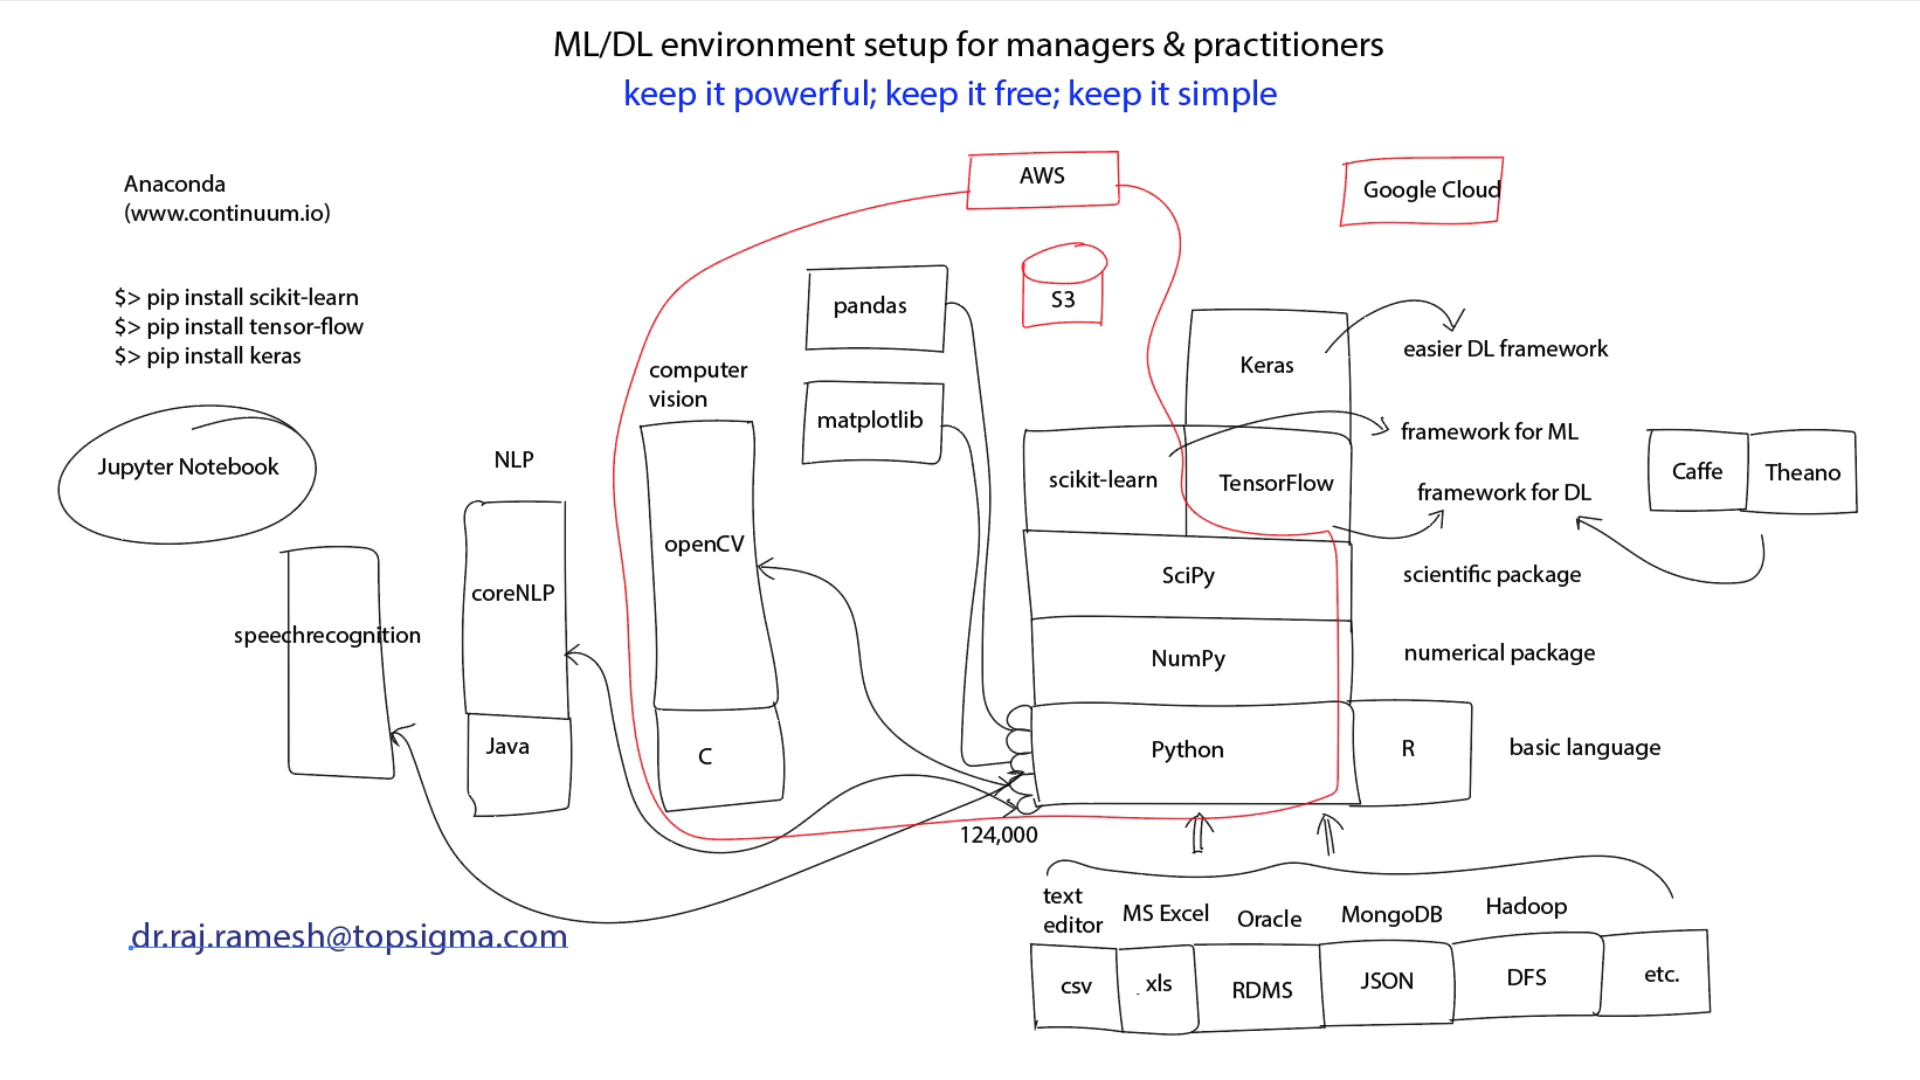 ML/DL environment setup for managers & practitioners
keep it powerful; keep it free; keep it simple
Anaconda
(www.continuum.io)
$> pip install scikit-learn
$> pip install tensor-flow
$> pip install keras
Jupyter Notebook
AWS
Google Cloud
S3
pandas
matplotlib
computer
vision
openCV
C
NLP
coreNLP
Java
speechrecognition
Keras
easier DL framework
scikit-learn
TensorFlow
framework for ML
framework for DL
Caffe
Theano
SciPy
scientific package
NumPy
numerical package
Python
R
basic language
124,000
text
editor
MS Excel
Oracle
MongoDB
Hadoop
csv
xls
RDMS
JSON
DFS
etc.
dr.raj.ramesh@topsigma.com